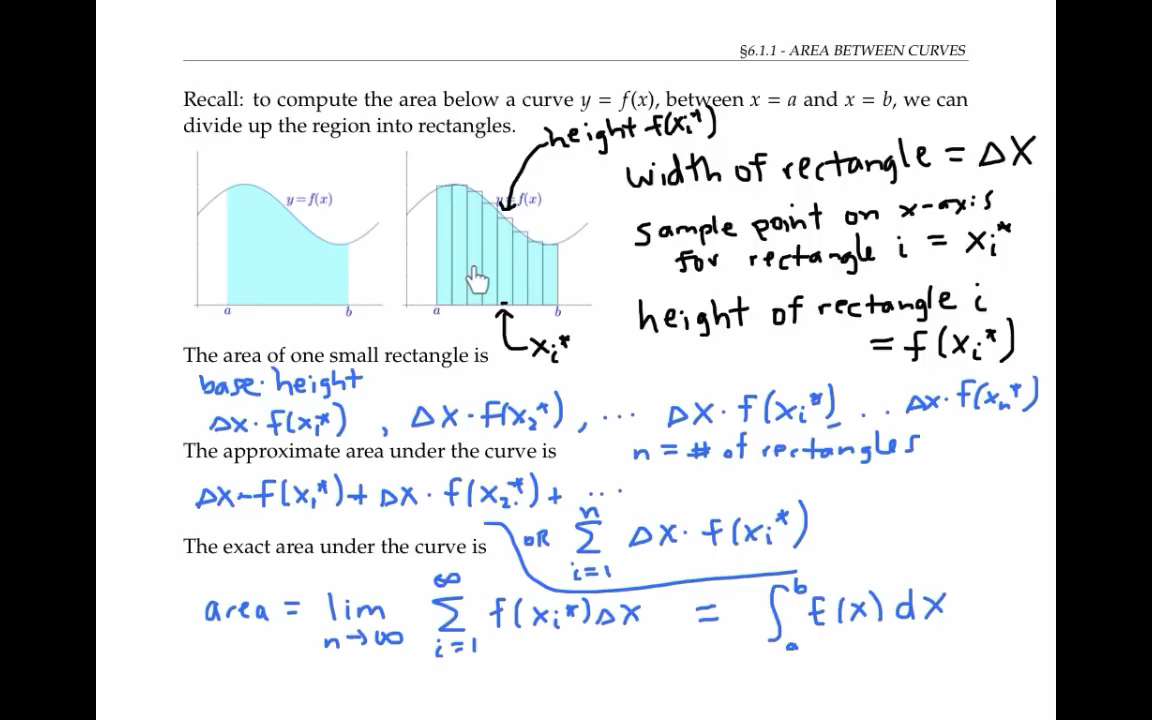 §6.1.1 - AREA BETWEEN CURVES
Recall: to compute the area below a curve y = f(x), between x = a and x = b, we can
divide up the region into rectangles.
height f(xᵢ*)
width of rectangle = ΔX
y = f(x)
y = f(x)
sample point on x-axis
for rectangle i = Xᵢ*
a
b
a
b
height of rectangle i
= f(xᵢ*)
Xᵢ*
The area of one small rectangle is
base · height
ΔX · f(x₁*) , ΔX · f(x₂*) , ... ΔX · f(xᵢ*) .. ΔX · f(xₙ*)
The approximate area under the curve is
n = # of rectangles
ΔX · f(x₁*) + ΔX · f(x₂*) + ...
OR ∑ᵢ₌₁ⁿ ΔX · f(xᵢ*)
The exact area under the curve is
area = lim n→∞ ∑ᵢ₌₁^∞ f(xᵢ*) ΔX = ∫ₐᵇ f(x) dX